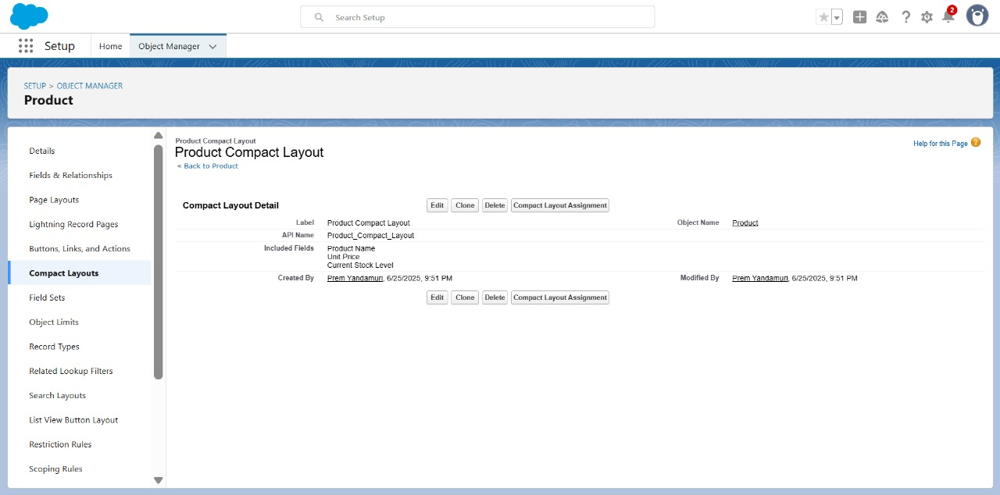 Search Setup
2
Setup
Home
Object Manager
SETUP > OBJECT MANAGER
Product
Details
Fields & Relationships
Page Layouts
Lightning Record Pages
Buttons, Links, and Actions
Compact Layouts
Field Sets
Object Limits
Record Types
Related Lookup Filters
Search Layouts
List View Button Layout
Restriction Rules
Scoping Rules
Product Compact Layout
Product Compact Layout
« Back to Product
Help for this Page ?
Compact Layout Detail Edit Clone Delete Compact Layout Assignment
Label Product Compact Layout Object Name Product
API Name Product_Compact_Layout
Included Fields Product Name
Unit Price
Current Stock Level
Created By Prem Yandamuri, 6/25/2025, 9:51 PM Modified By Prem Yandamuri, 6/25/2025, 9:51 PM
Edit Clone Delete Compact Layout Assignment